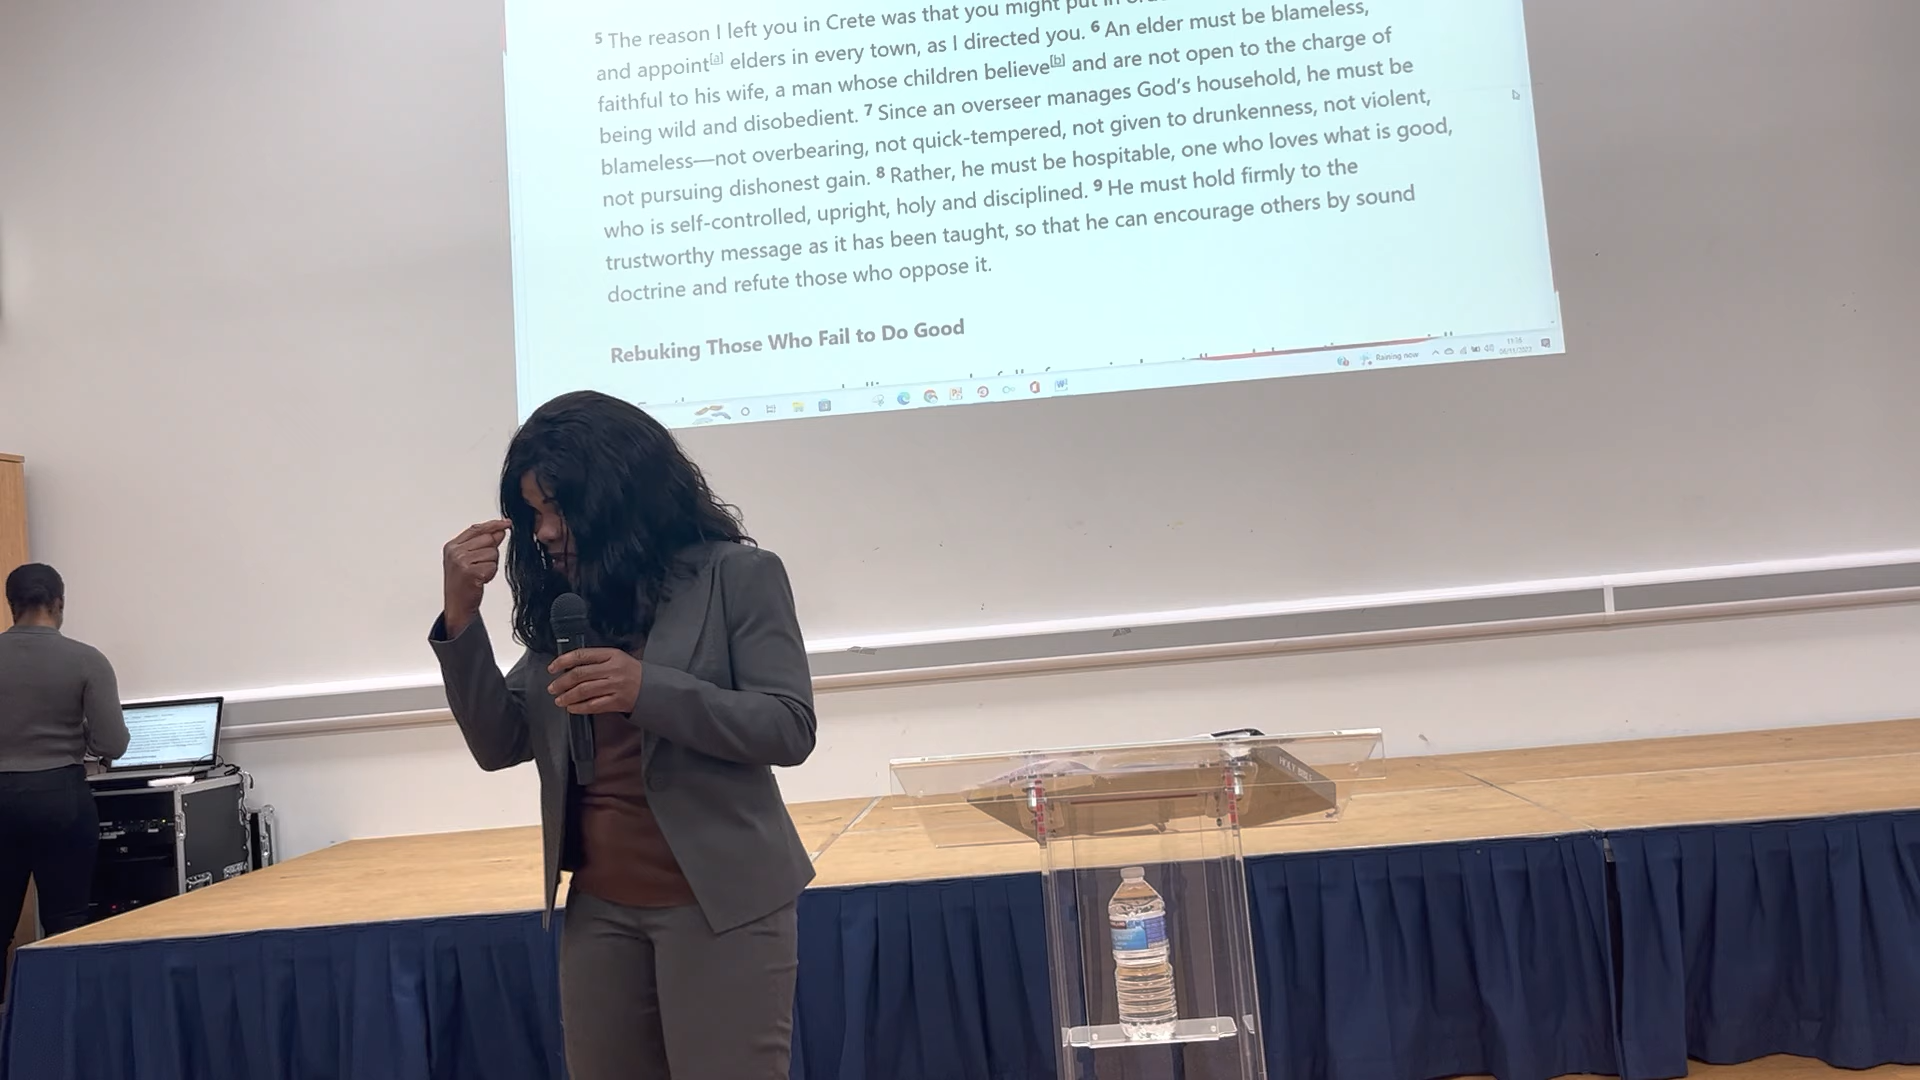 5 The reason I left you in Crete was that you might put in
and appoint[a] elders in every town, as I directed you. 6 An elder must be blameless,
faithful to his wife, a man whose children believe[b] and are not open to the charge of
being wild and disobedient. 7 Since an overseer manages God's household, he must be
blameless—not overbearing, not quick-tempered, not given to drunkenness, not violent,
not pursuing dishonest gain. 8 Rather, he must be hospitable, one who loves what is good,
who is self-controlled, upright, holy and disciplined. 9 He must hold firmly to the
trustworthy message as it has been taught, so that he can encourage others by sound
doctrine and refute those who oppose it.
Rebuking Those Who Fail to Do Good
Raining now
HOLY BIBLE